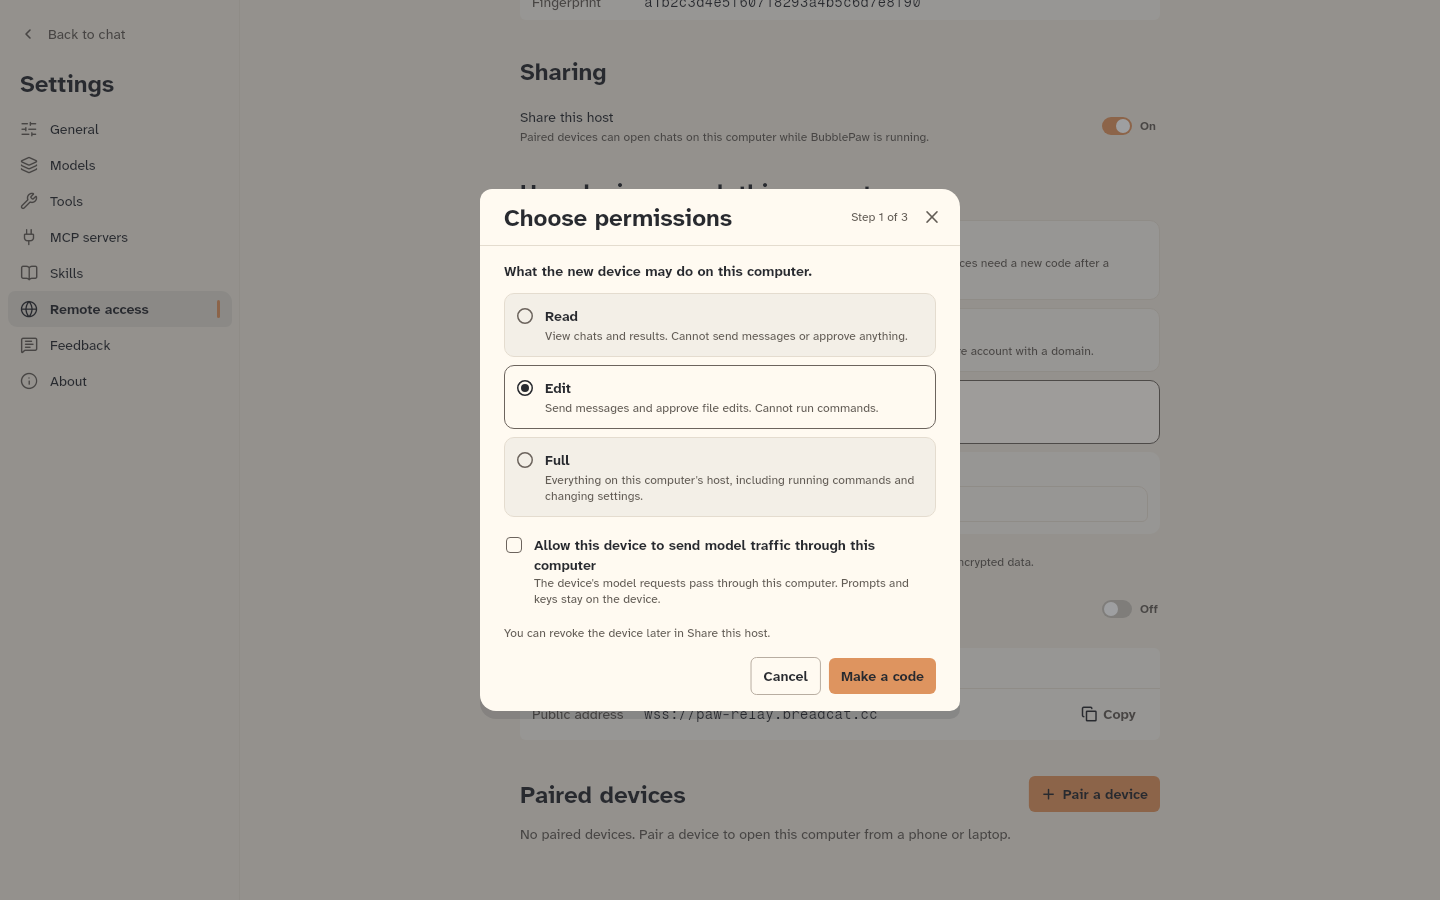 Back to chat
Settings
General
Models
Tools
MCP servers
Skills
Remote access
Feedback
About
Fingerprint
Sharing
Share this host
Paired devices can open chats on this computer while BubblePaw is running.
On
Choose permissions
Step 1 of 3
What the new device may do on this computer.
Read
View chats and results. Cannot send messages or approve anything.
Edit
Send messages and approve file edits. Cannot run commands.
Full
Everything on this computer's host, including running commands and
changing settings.
Allow this device to send model traffic through this
computer
The device's model requests pass through this computer. Prompts and
keys stay on the device.
You can revoke the device later in Share this host.
Cancel
Make a code
need a new code after a
account with a domain.
data.
Off
Public address wss://paw-relay.breadcat.cc
Copy
Paired devices
Pair a device
No paired devices. Pair a device to open this computer from a phone or laptop.